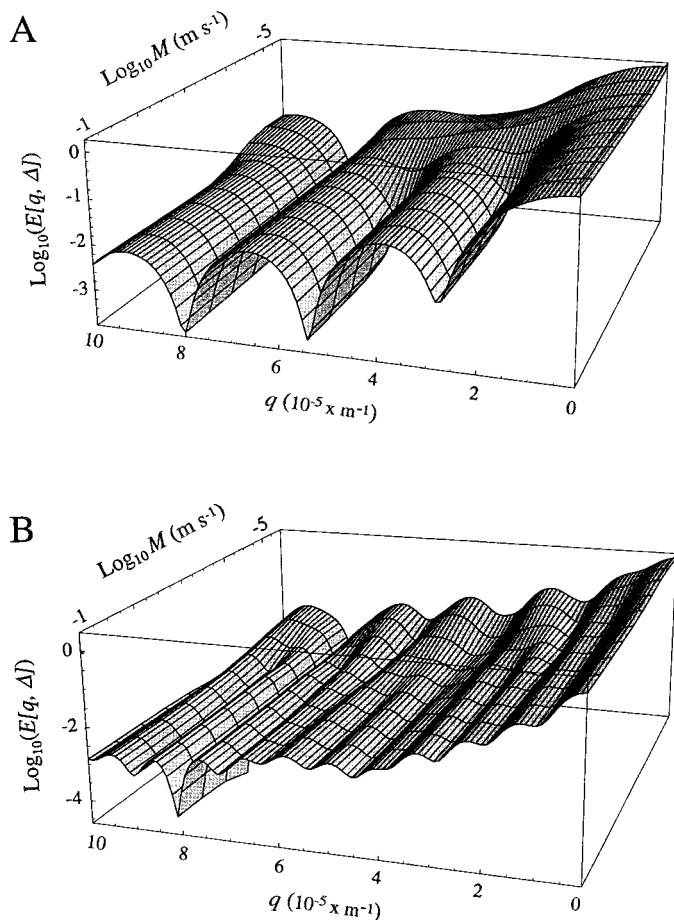 A
Log₁₀M (m s⁻¹)
-5
-1
0
-1
-2
-3
Log₁₀(E[q, Δ])
10
8
6
4
2
0
q (10⁻⁵ x m⁻¹)
B
Log₁₀M (m s⁻¹)
-5
-1
0
-2
-4
Log₁₀(E[q, Δ])
10
8
6
4
2
0
q (10⁻⁵ x m⁻¹)